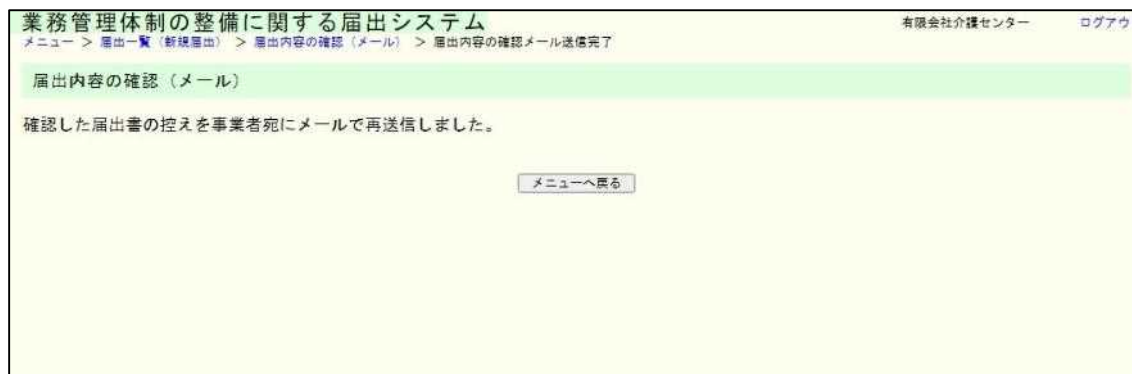 業務管理体制の整備に関する届出システム
有限会社介護センター ログアウ
メニュー > 届出一覧（新規届出） > 届出内容の確認（メール） > 届出内容の確認メール送信完了
届出内容の確認（メール）
確認した届出書の控えを事業者宛にメールで再送信しました。
メニューへ戻る